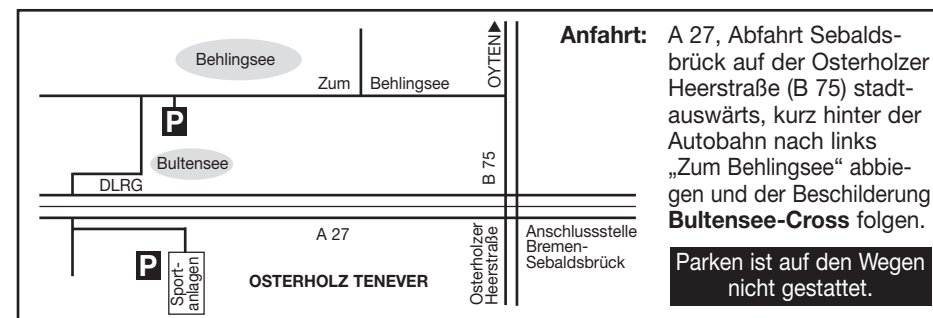 Behlingsee
Zum Behlingsee
OYTEN
P
Bultensee
DLRG
B 75
A 27
P
Sport-
anlagen
OSTERHOLZ TENEVER
Osterholzer
Heerstraße
Anschlussstelle
Bremen-
Sebaldsbrück
Anfahrt: A 27, Abfahrt Sebalds-
brück auf der Osterholzer
Heerstraße (B 75) stadt-
auswärts, kurz hinter der
Autobahn nach links
„Zum Behlingsee“ abbie-
gen und der Beschilderung
Bultensee-Cross folgen.
Parken ist auf den Wegen
nicht gestattet.